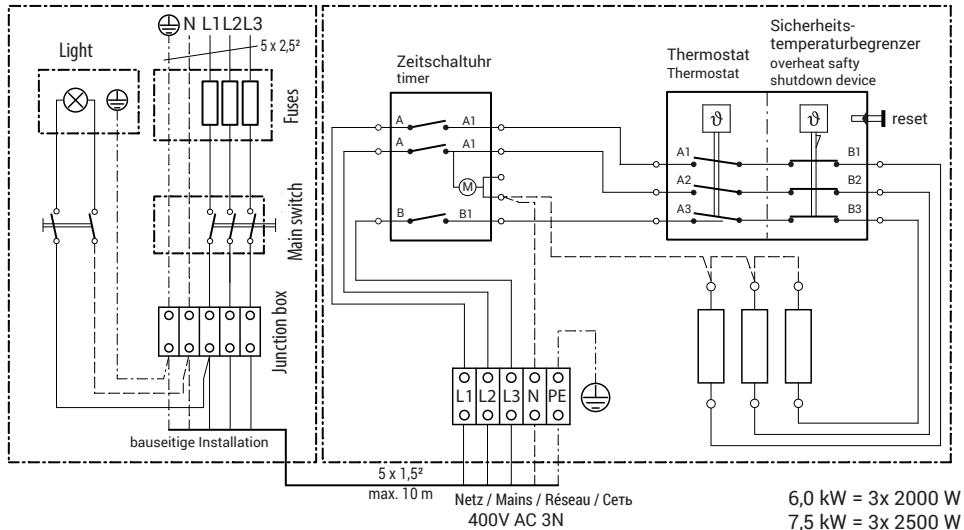 N L1 L2 L3
5 x 2,5²
Light
Fuses
Main switch
Junction box
bauseitige Installation
Zeitschaltuhr
timer
A A1
A A1
M
B B1
Thermostat
Thermostat
Sicherheits-
temperaturbegrenzer
overheat safty
shutdown device
ϑ ϑ
reset
A1 B1
A2 B2
A3 B3
L1 L2 L3 N PE
5 x 1,5²
max. 10 m
Netz / Mains / Réseau / Сеть
400V AC 3N
6,0 kW = 3x 2000 W
7,5 kW = 3x 2500 W